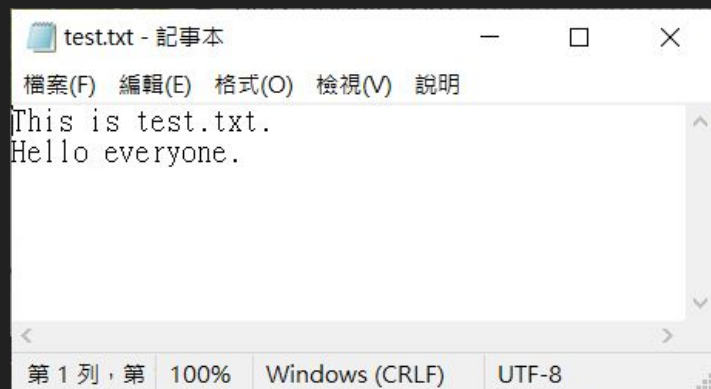 test.txt - 記事本
檔案(F) 編輯(E) 格式(O) 檢視(V) 說明
This is test.txt.
Hello everyone.
第 1 列，第 100% Windows (CRLF) UTF-8